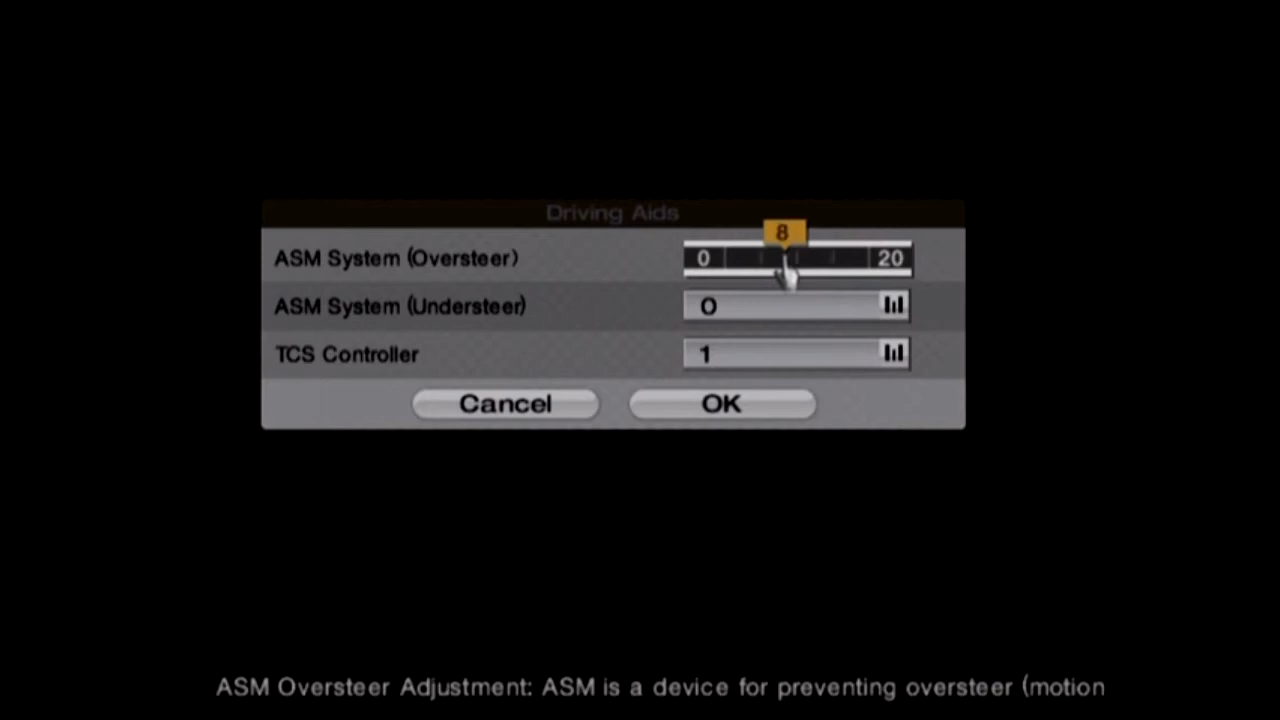 Driving Aids
8
ASM System (Oversteer)
0
20
ASM System (Understeer)
0
TCS Controller
1
Cancel
OK
ASM Oversteer Adjustment: ASM is a device for preventing oversteer (motion